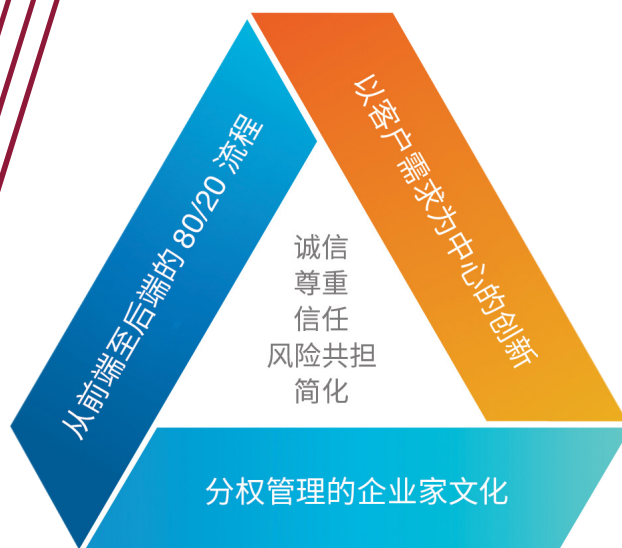 从前端至后端的 80/20 流程
以客户需求为中心的创新
诚信
尊重
信任
风险共担
简化
分权管理的企业家文化